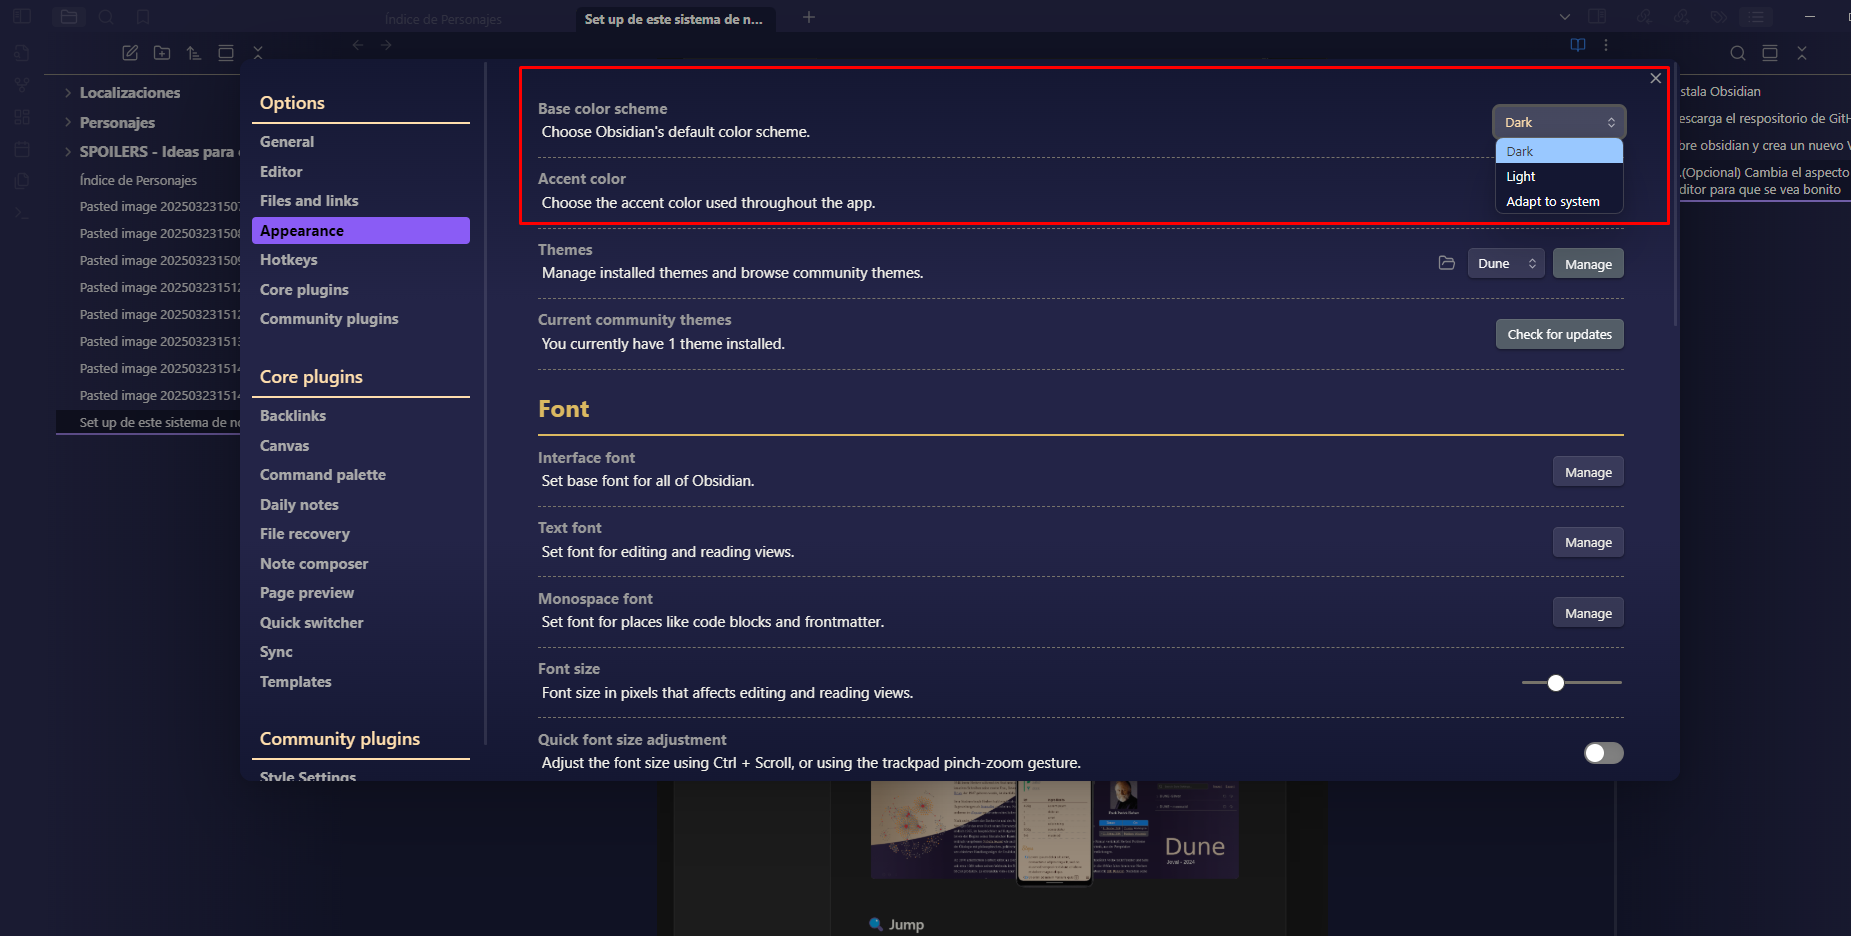 Índice de Personajes
Set up de este sistema de n...
Localizaciones
Personajes
SPOILERS - Ideas para
Índice de Personajes
Pasted image 20250323150
Pasted image 20250323150
Pasted image 20250323150
Pasted image 202503231512
Pasted image 202503231512
Pasted image 2025032315
Pasted image 2025032315
Pasted image 2025032315
Set up de este sistema de
Options
General
Editor
Files and links
Appearance
Hotkeys
Core plugins
Community plugins
Core plugins
Backlinks
Canvas
Command palette
Daily notes
File recovery
Note composer
Page preview
Quick switcher
Sync
Templates
Community plugins
Style Settings
Base color scheme
Choose Obsidian's default color scheme.
Dark
Dark
Light
Adapt to system
Accent color
Choose the accent color used throughout the app.
Themes
Manage installed themes and browse community themes.
Dune
Manage
Current community themes
You currently have 1 theme installed.
Check for updates
Font
Interface font
Set base font for all of Obsidian.
Manage
Text font
Set font for editing and reading views.
Manage
Monospace font
Set font for places like code blocks and frontmatter.
Manage
Font size
Font size in pixels that affects editing and reading views.
Quick font size adjustment
Adjust the font size using Ctrl + Scroll, or using the trackpad pinch-zoom gesture.
stala Obsidian
escarga el respositorio de Git
bre obsidian y crea un nuevo
.(Opcional) Cambia el aspecto
ditor para que se vea bonito
Dune
Jump